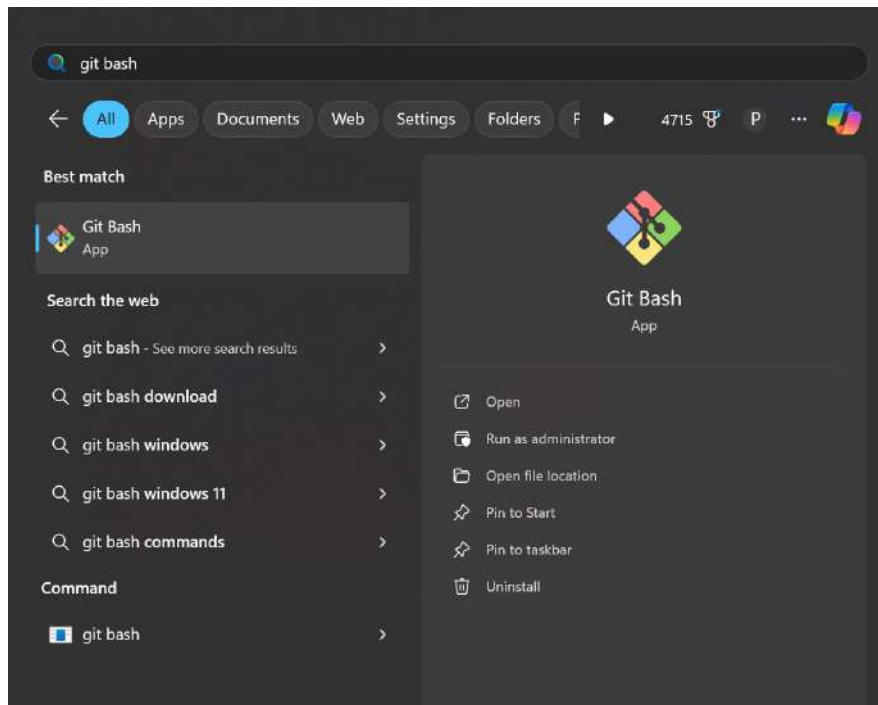 git bash
All Apps Documents Web Settings Folders 4715 P ...
Best match
Git Bash
App
Search the web
git bash - See more search results
git bash download
git bash windows
git bash windows 11
git bash commands
Command
git bash
Git Bash
App
Open
Run as administrator
Open file location
Pin to Start
Pin to taskbar
Uninstall